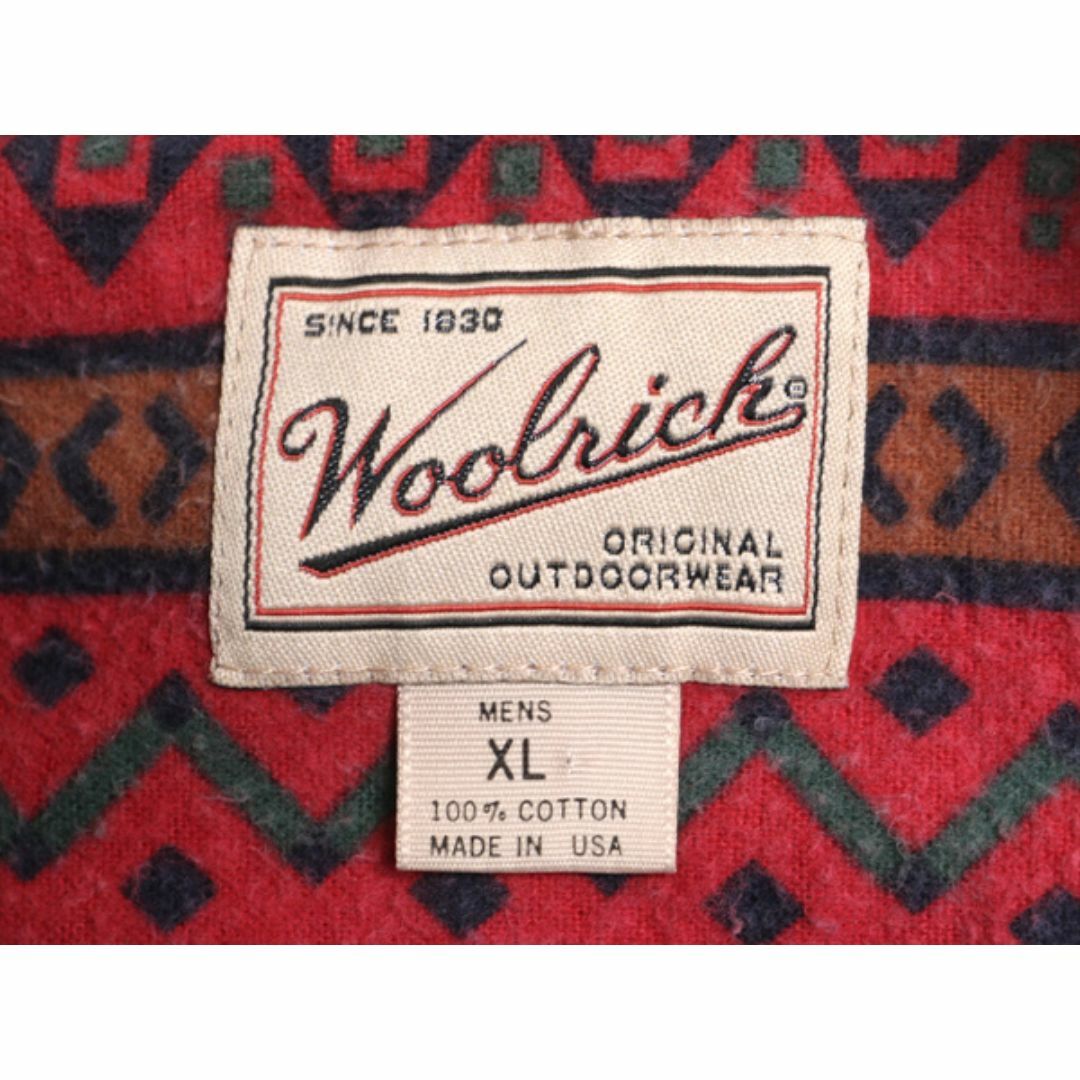 SINCE 1830
Woolrich®
ORIGINAL
OUTDOORWEAR
MENS
XL
100% COTTON
MADE IN USA